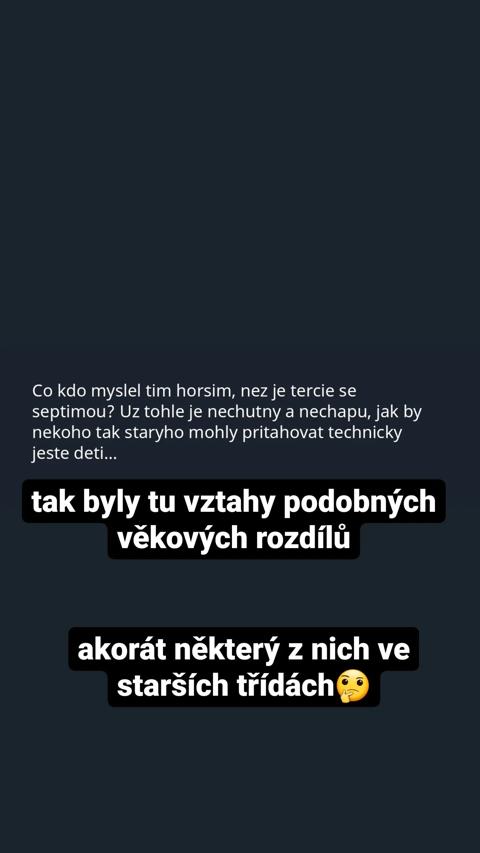 Co kdo myslel tim horsim, nez je tercie se
septimou? Uz tohle je nechutny a nechapu, jak by
nekoho tak staryho mohly pritahovat technicky
jeste deti...
tak byly tu vztahy podobných
věkových rozdílů
akorát některý z nich ve
starších třídách🤔